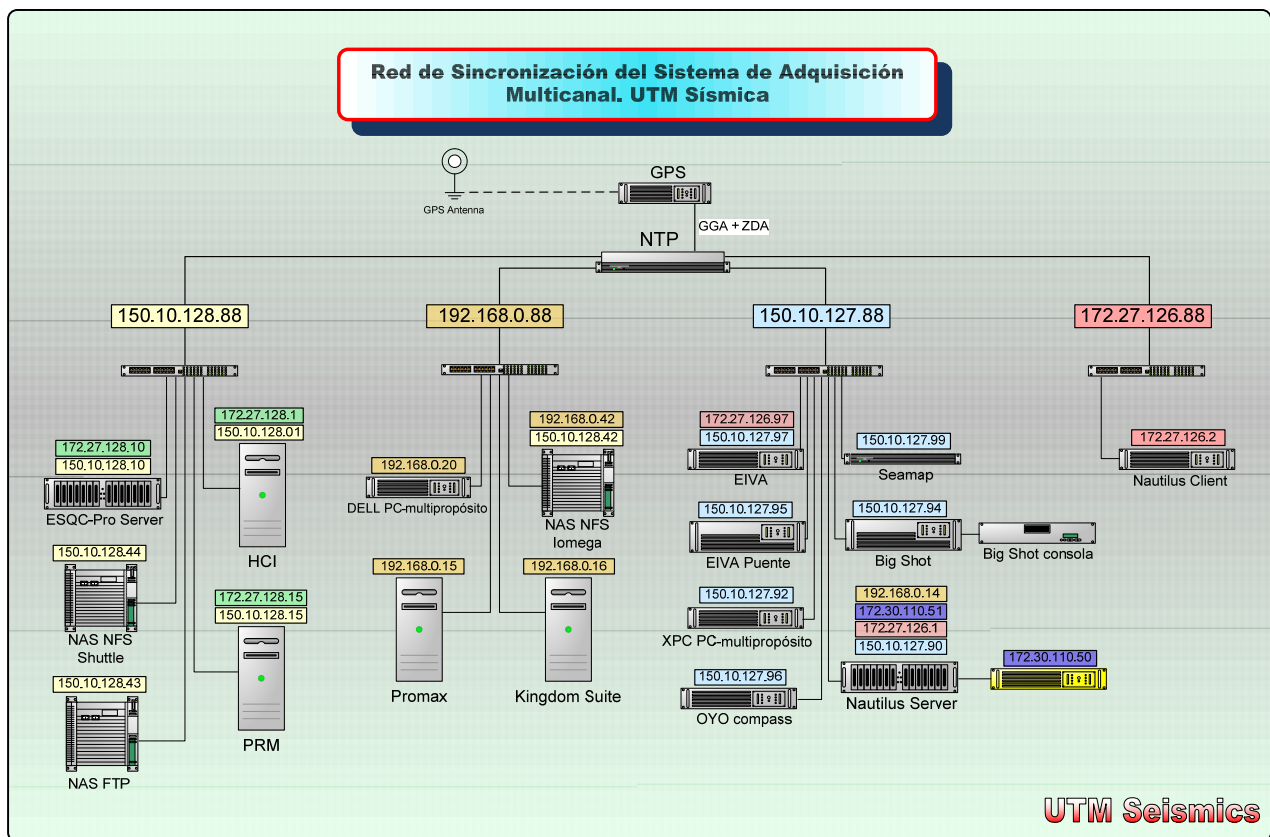 Red de Sincronización del Sistema de Adquisición
Multicanal. UTM Sísmica
GPS
GPS Antenna
GGA + ZDA
NTP
150.10.128.88
192.168.0.88
150.10.127.88
172.27.126.88
172.27.128.1
150.10.128.01
HCI
172.27.128.10
150.10.128.10
ESQC-Pro Server
150.10.128.44
NAS NFS
Shuttle
172.27.128.15
150.10.128.15
PRM
150.10.128.43
NAS FTP
192.168.0.42
150.10.128.42
NAS NFS
Iomega
192.168.0.20
DELL PC-multipropósito
192.168.0.15
Promax
192.168.0.16
Kingdom Suite
172.27.126.97
150.10.127.97
EIVA
150.10.127.99
Seamap
150.10.127.95
EIVA Puente
150.10.127.94
Big Shot
Big Shot consola
150.10.127.92
XPC PC-multipropósito
192.168.0.14
172.30.110.51
172.27.126.1
150.10.127.90
Nautilus Server
172.30.110.50
150.10.127.96
OYO compass
172.27.126.2
Nautilus Client
UTM Seismics